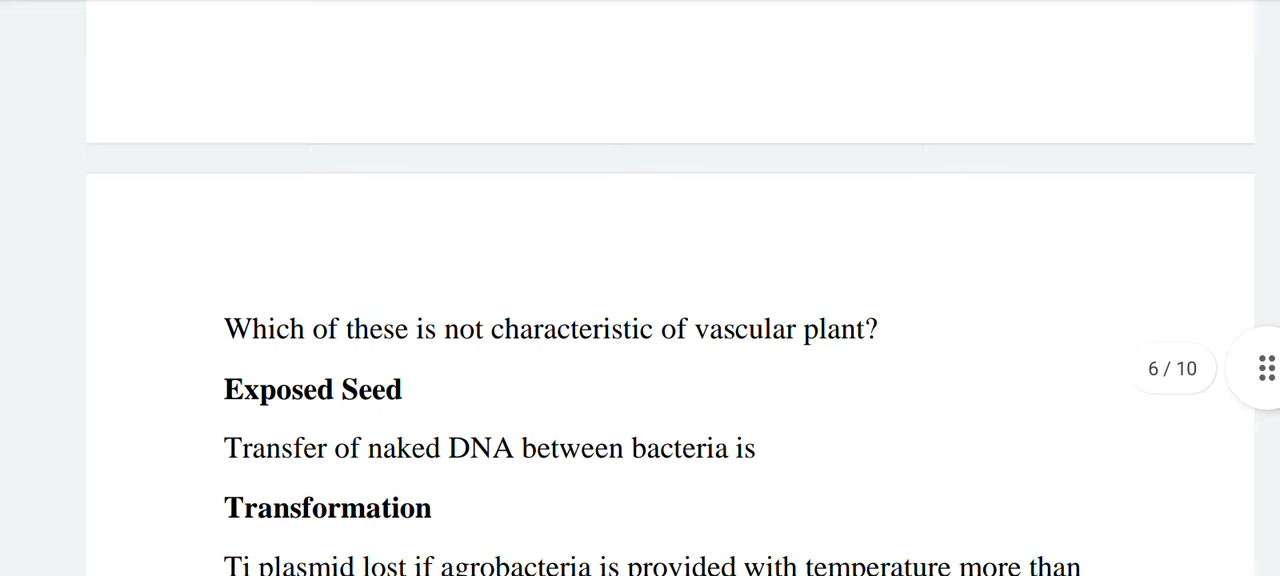 Which of these is not characteristic of vascular plant?
6 / 10
Exposed Seed
Transfer of naked DNA between bacteria is
Transformation
Ti plasmid lost if agrobacteria is provided with temperature more than